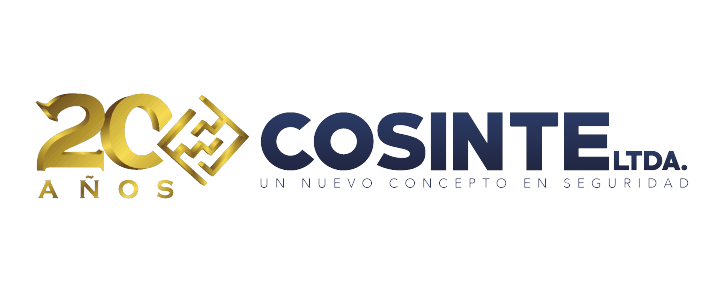 20
AÑOS
COSINTE LTDA.
UN NUEVO CONCEPTO EN SEGURIDAD